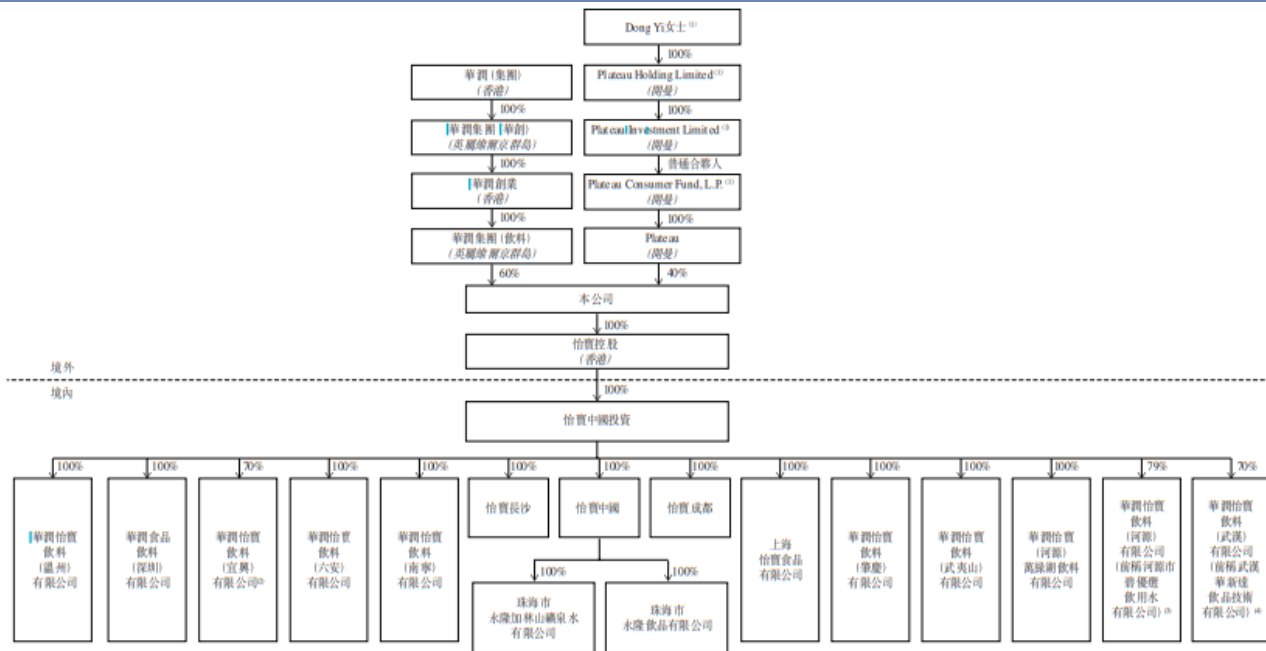 Dong Yi女士⁽¹⁾
100%
華潤(集團)
(香港)
Plateau Holding Limited⁽¹⁾
(開曼)
100%
100%
華潤集團(華創)
(英屬維爾京群島)
Plateau Investment Limited⁽¹⁾
(開曼)
100%
普通合夥人
華潤創業
(香港)
Plateau Consumer Fund, L.P.⁽¹⁾
(開曼)
100%
100%
華潤集團(飲料)
(英屬維爾京群島)
Plateau
(開曼)
60%
40%
本公司
100%
怡寶控股
(香港)
境外
境內
100%
怡寶中國投資
100%
100%
70%
100%
100%
100%
100%
100%
100%
100%
100%
100%
79%
70%
華潤怡寶
飲料
(溫州)
有限公司
華潤食品
飲料
(深圳)
有限公司
華潤怡寶
飲料
(宜興)
有限公司⁽²⁾
華潤怡寶
飲料
(六安)
有限公司
華潤怡寶
飲料
(南寧)
有限公司
怡寶長沙
怡寶中國
怡寶成都
上海
怡寶食品
有限公司
華潤怡寶
飲料
(肇慶)
有限公司
華潤怡寶
飲料
(武夷山)
有限公司
華潤怡寶
(河源)
萬綠湖飲料
有限公司
華潤怡寶
飲料
(河源)
有限公司
(前稱河源市
碧優選
飲用水
有限公司)⁽³⁾
華潤怡寶
飲料
(武漢)
有限公司
(前稱武漢
華新達
飲品技術
有限公司)⁽⁴⁾
100%
100%
珠海市
永隆加林山礦泉水
有限公司
珠海市
永隆飲品有限公司